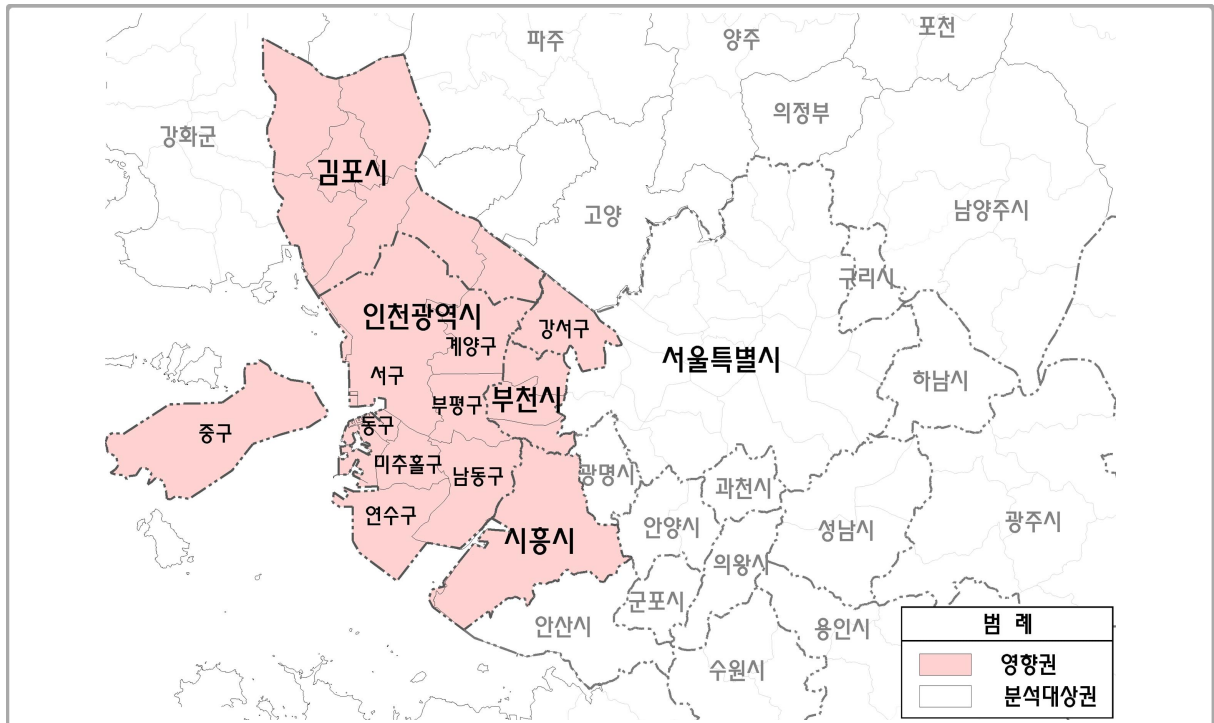 파주
양주
포천
의정부
강화군
김포시
고양
남양주시
구리시
인천광역시
강서구
계양구
서울특별시
하남시
서구
부평구
부천시
중구
동구
미추홀구
남동구
광명시
과천시
연수구
시흥시
안양시
성남시
광주시
의왕시
군포시
안산시
용인시
수원시
범 례
영향권
분석대상권